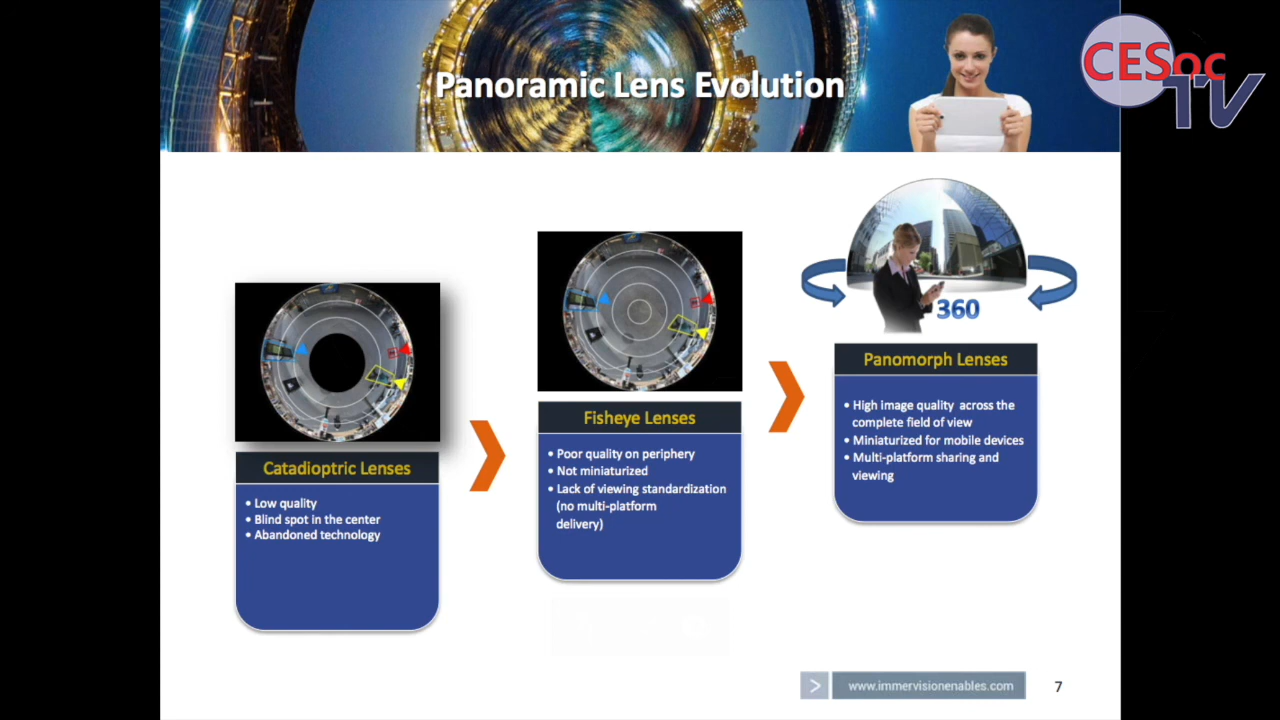 Panoramic Lens Evolution
CESoc
TV
360
Catadioptric Lenses
• Low quality
• Blind spot in the center
• Abandoned technology
Fisheye Lenses
• Poor quality on periphery
• Not miniaturized
• Lack of viewing standardization
(no multi-platform
delivery)
Panomorph Lenses
• High image quality across the
complete field of view
• Miniaturized for mobile devices
• Multi-platform sharing and
viewing
> www.immervisionenables.com
7